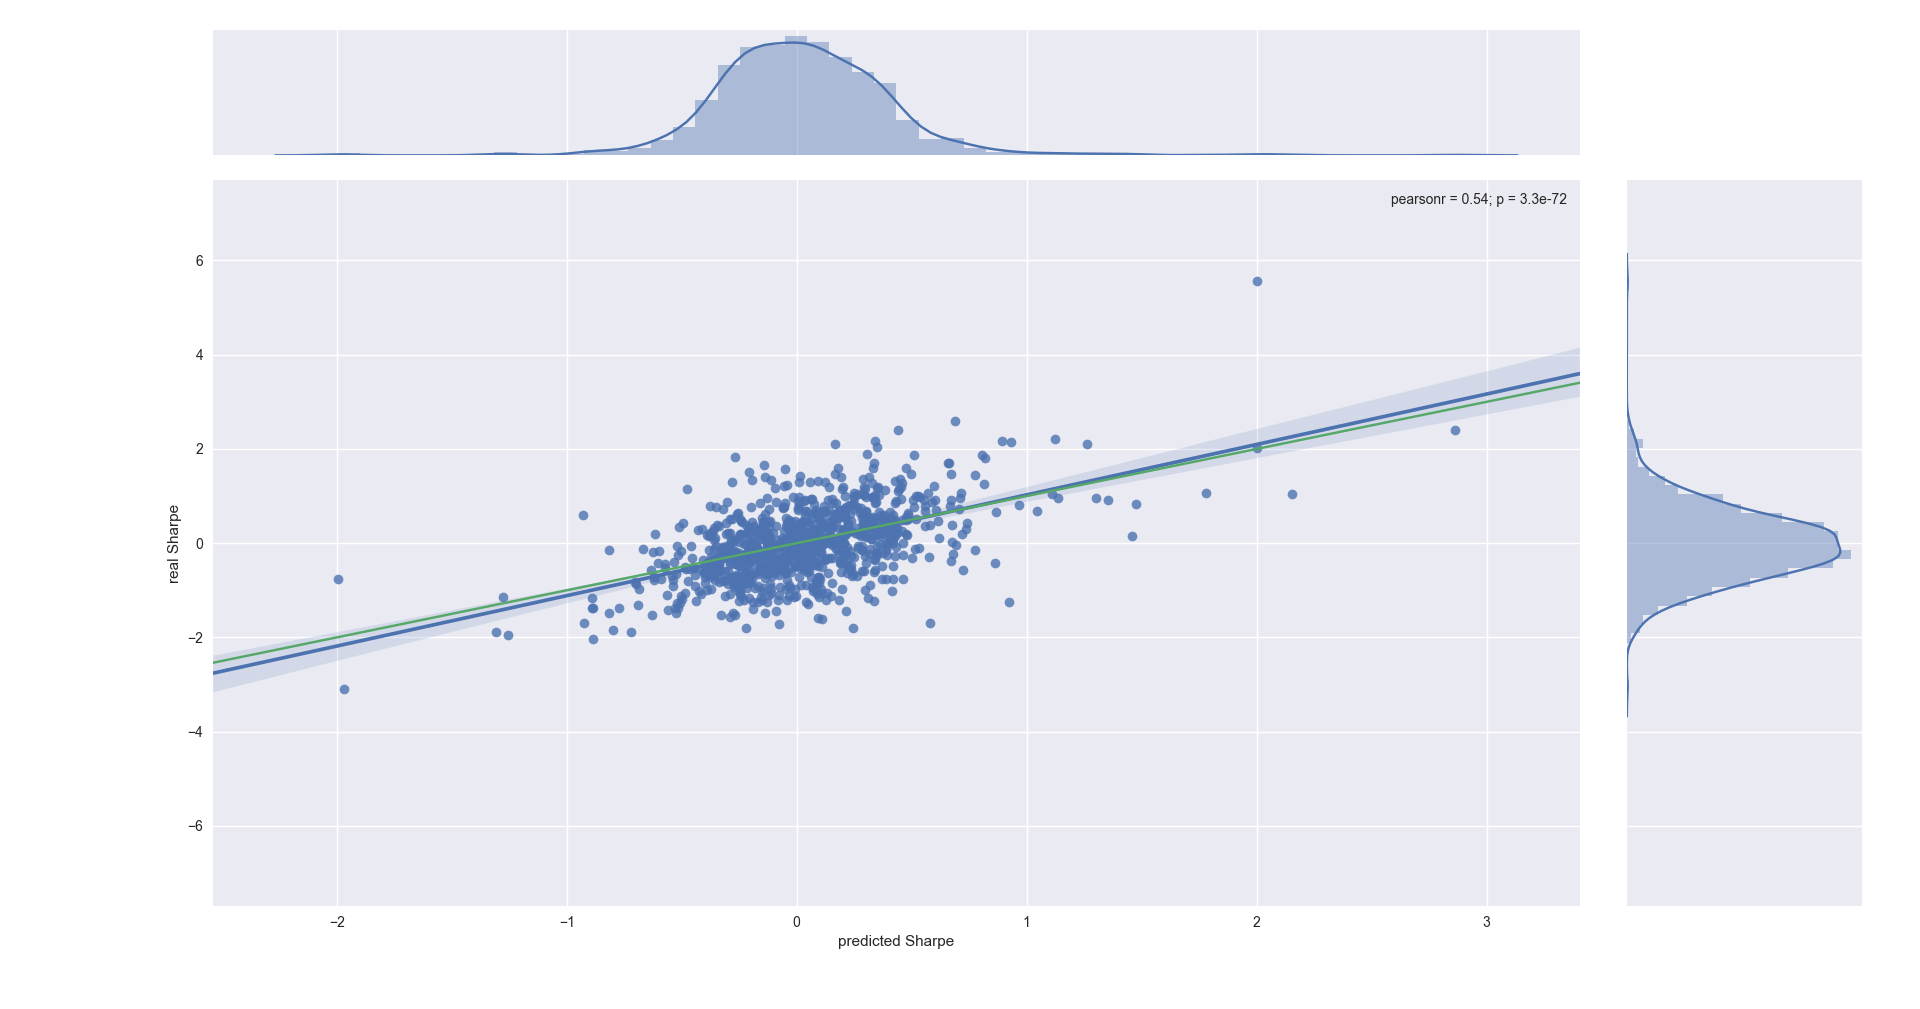 pearsonr = 0.54; p = 3.3e-72
6
4
2
0
−2
−4
−6
real Sharpe
−2 −1 0 1 2 3
predicted Sharpe